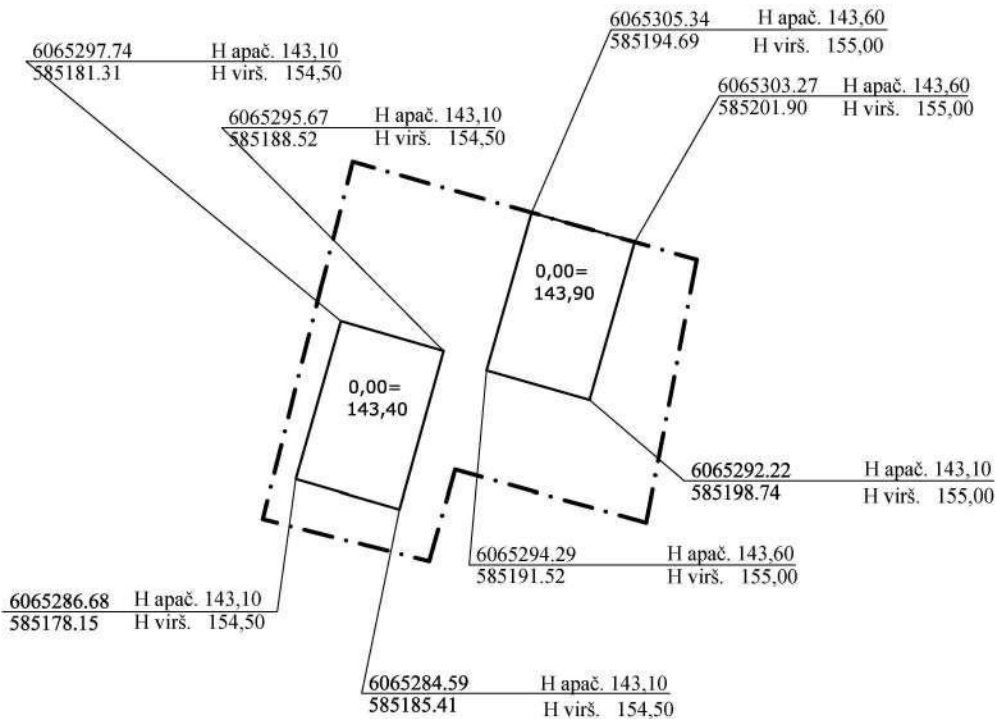 6065305.34 H apač. 143,60
585194.69 H virš. 155,00
6065297.74 H apač. 143,10
585181.31 H virš. 154,50
6065303.27 H apač. 143,60
585201.90 H virš. 155,00
6065295.67 H apač. 143,10
585188.52 H virš. 154,50
0,00=
143,90
0,00=
143,40
6065292.22 H apač. 143,10
585198.74 H virš. 155,00
6065294.29 H apač. 143,60
585191.52 H virš. 155,00
6065286.68 H apač. 143,10
585178.15 H virš. 154,50
6065284.59 H apač. 143,10
585185.41 H virš. 154,50